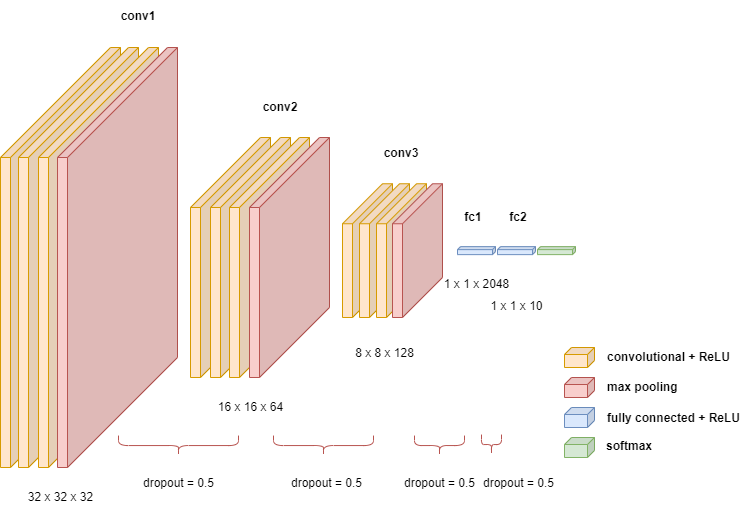 conv1
conv2
conv3
fc1
fc2
1 x 1 x 2048
1 x 1 x 10
8 x 8 x 128
16 x 16 x 64
32 x 32 x 32
convolutional + ReLU
max pooling
fully connected + ReLU
softmax
dropout = 0.5
dropout = 0.5
dropout = 0.5
dropout = 0.5